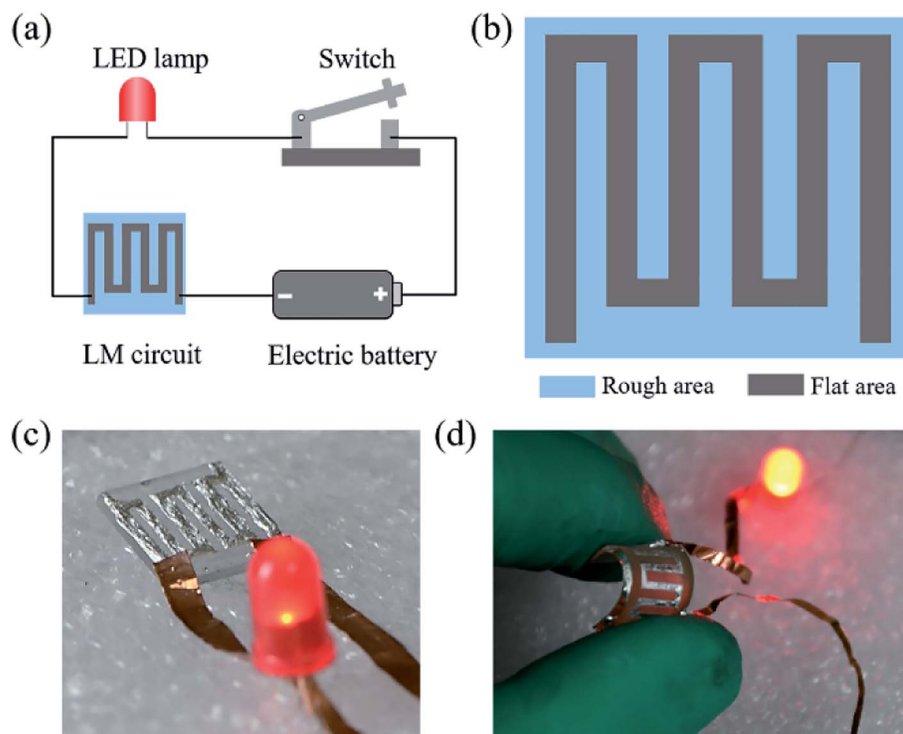 (a)
LED lamp
Switch
LM circuit
− +
Electric battery
(b)
Rough area
Flat area
(c)
(d)